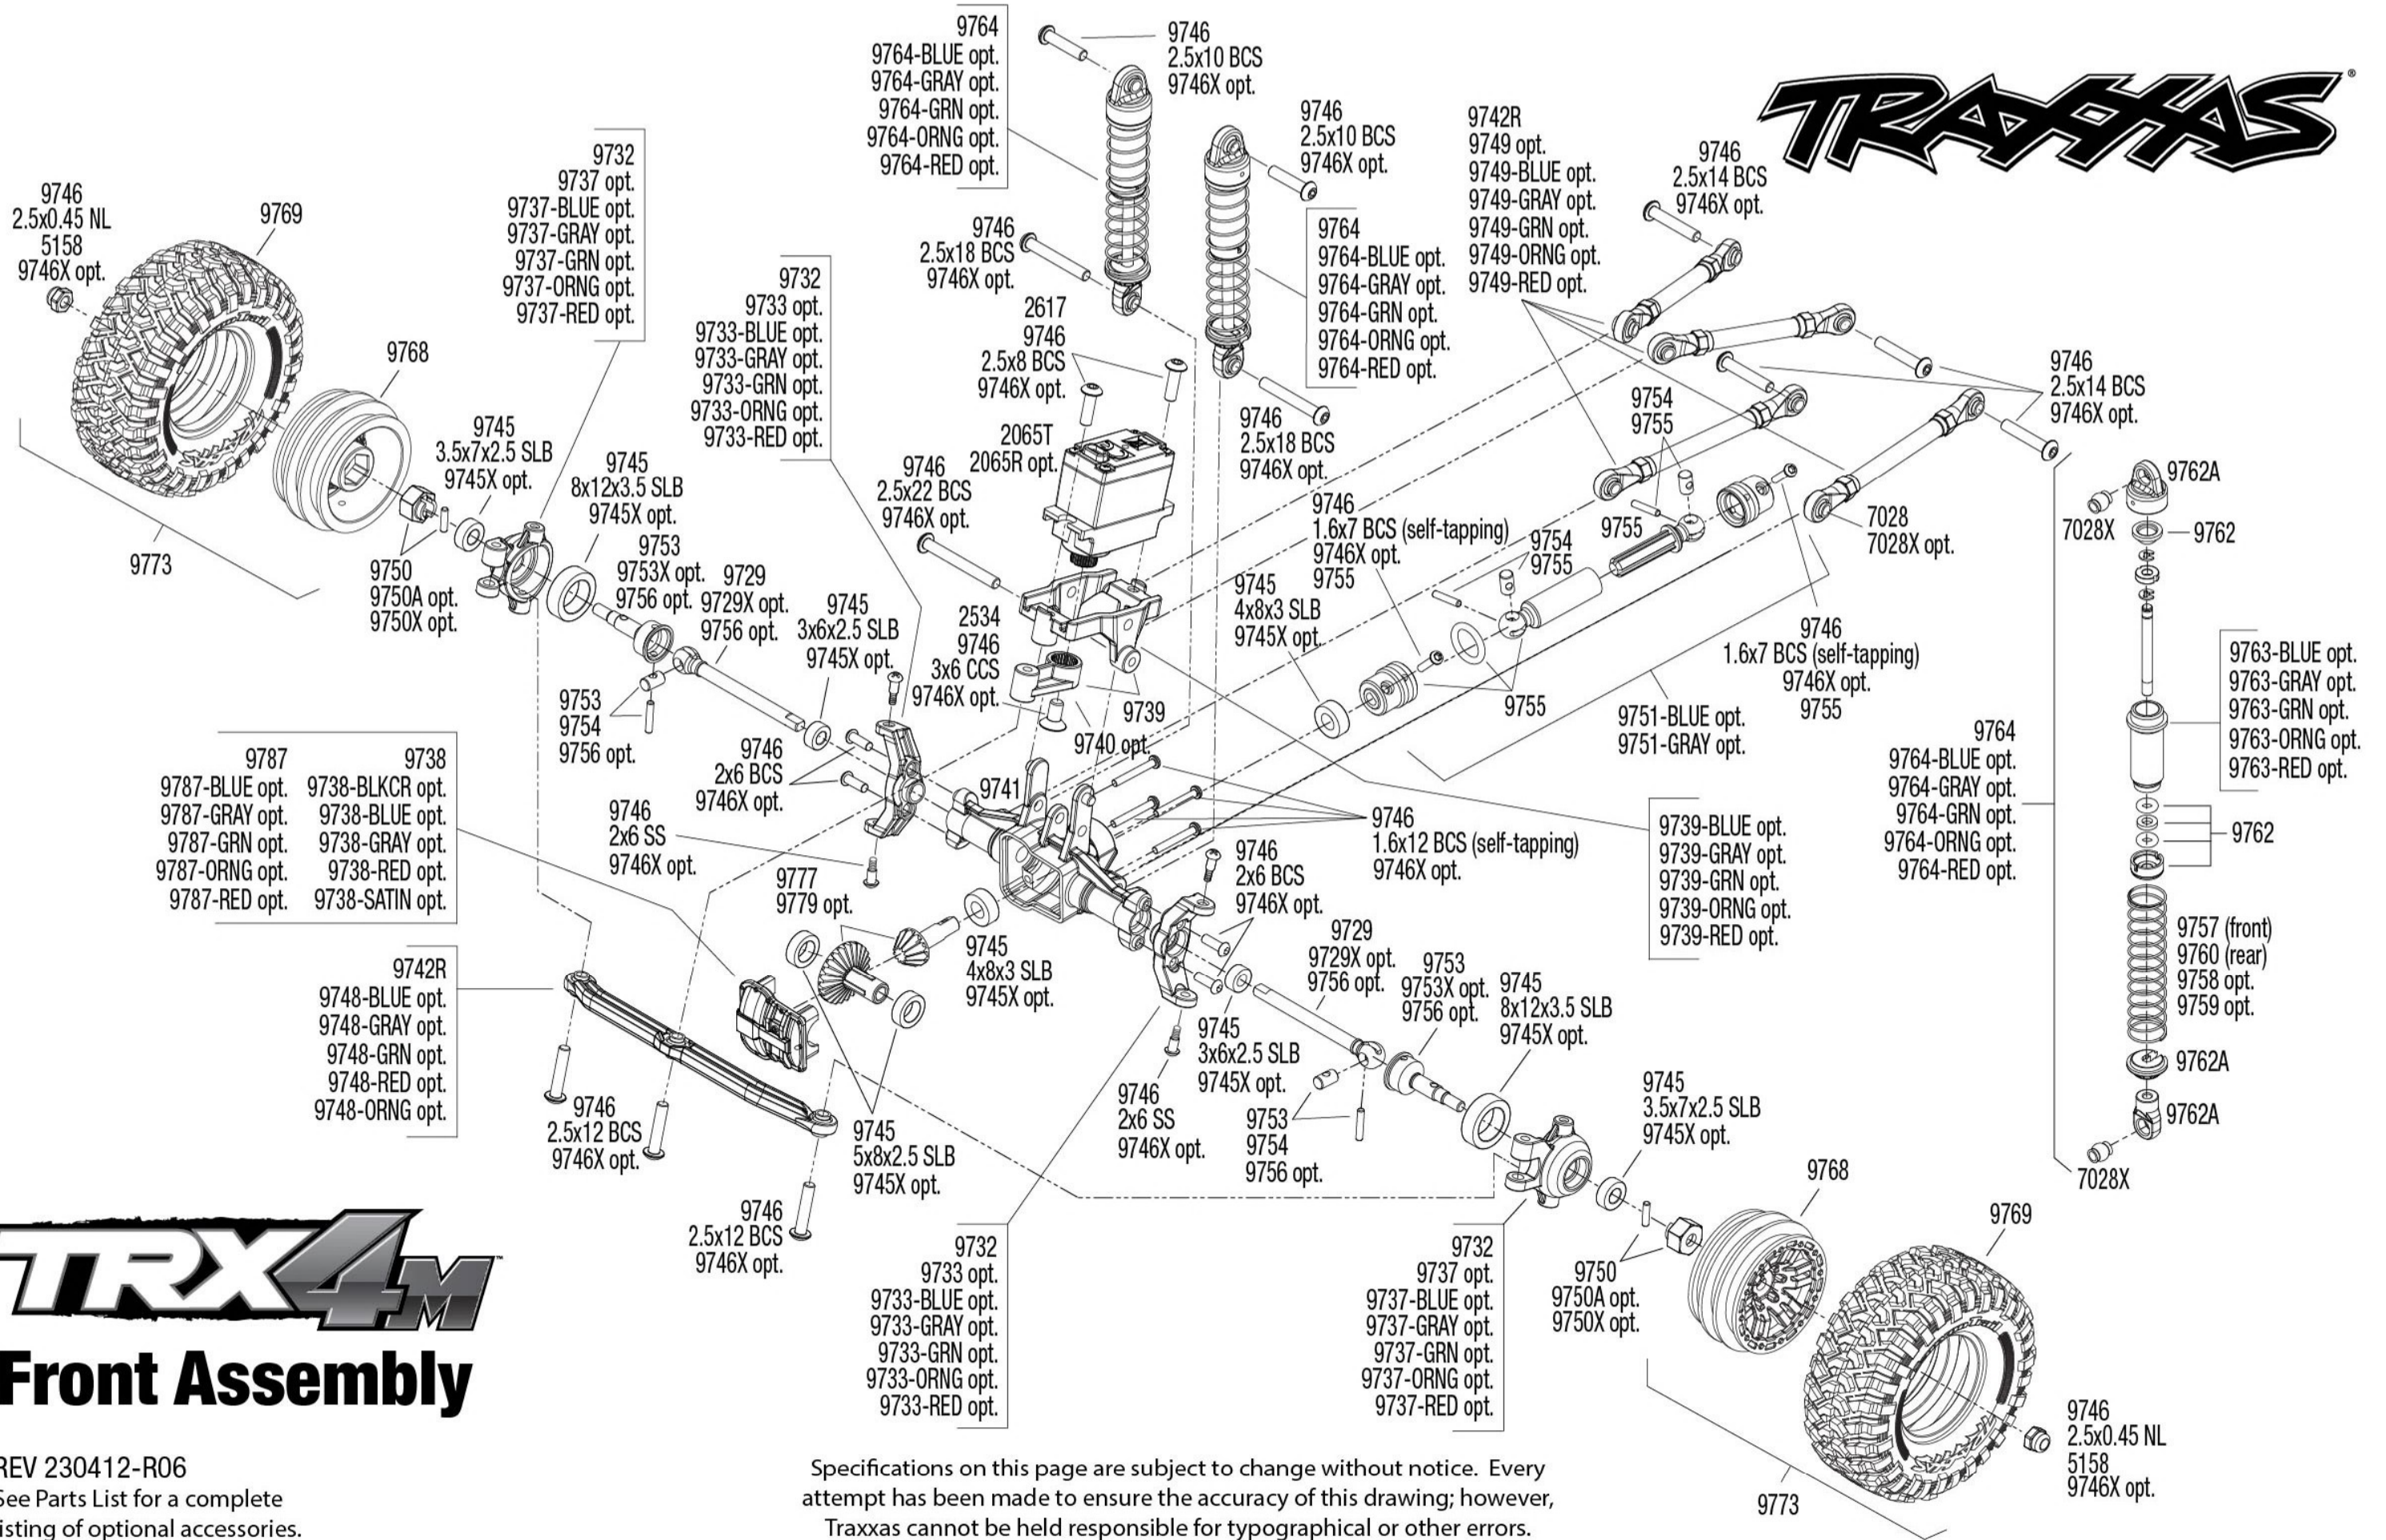 9764
9764-BLUE opt.
9764-GRAY opt.
9764-GRN opt.
9764-ORNG opt.
9764-RED opt.
9746
2.5x10 BCS
9746X opt.
TRAXXAS®
9746
2.5x10 BCS
9746X opt.
9742R
9749 opt.
9749-BLUE opt.
9749-GRAY opt.
9749-GRN opt.
9749-ORNG opt.
9749-RED opt.
9746
2.5x14 BCS
9746X opt.
9746
2.5x0.45 NL
5158
9746X opt.
9769
9732
9737 opt.
9737-BLUE opt.
9737-GRAY opt.
9737-GRN opt.
9737-ORNG opt.
9737-RED opt.
9732
9733 opt.
9733-BLUE opt.
9733-GRAY opt.
9733-GRN opt.
9733-ORNG opt.
9733-RED opt.
9746
2.5x18 BCS
9746X opt.
2617
9746
2.5x8 BCS
9746X opt.
9764
9764-BLUE opt.
9764-GRAY opt.
9764-GRN opt.
9764-ORNG opt.
9764-RED opt.
9768
9746
2.5x14 BCS
9746X opt.
9754
9755
9745
3.5x7x2.5 SLB
9745X opt.
9745
8x12x3.5 SLB
9745X opt.
2065T
2065R opt.
9746
2.5x22 BCS
9746X opt.
9746
2.5x18 BCS
9746X opt.
9746
1.6x7 BCS (self-tapping)
9746X opt.
9755
9754
9755
9755
7028
7028X opt.
9762A
7028X
9762
9773
9750
9750A opt.
9750X opt.
9753
9753X opt.
9756 opt.
9729
9729X opt.
9756 opt.
9745
3x6x2.5 SLB
9745X opt.
2534
9746
3x6 CCS
9746X opt.
9745
4x8x3 SLB
9745X opt.
9746
1.6x7 BCS (self-tapping)
9746X opt.
9755
9763-BLUE opt.
9763-GRAY opt.
9763-GRN opt.
9763-ORNG opt.
9763-RED opt.
9753
9754
9756 opt.
9739
9740 opt.
9755
9751-BLUE opt.
9751-GRAY opt.
9764
9764-BLUE opt.
9764-GRAY opt.
9764-GRN opt.
9764-ORNG opt.
9764-RED opt.
9787
9787-BLUE opt.
9787-GRAY opt.
9787-GRN opt.
9787-ORNG opt.
9787-RED opt.
9738
9738-BLKCR opt.
9738-BLUE opt.
9738-GRAY opt.
9738-RED opt.
9738-SATIN opt.
9746
2x6 BCS
9746X opt.
9746
2x6 SS
9746X opt.
9741
9746
1.6x12 BCS (self-tapping)
9746X opt.
9739-BLUE opt.
9739-GRAY opt.
9739-GRN opt.
9739-ORNG opt.
9739-RED opt.
9762
9777
9779 opt.
9746
2x6 BCS
9746X opt.
9757 (front)
9760 (rear)
9758 opt.
9759 opt.
9742R
9748-BLUE opt.
9748-GRAY opt.
9748-GRN opt.
9748-RED opt.
9748-ORNG opt.
9745
4x8x3 SLB
9745X opt.
9729
9729X opt.
9756 opt.
9753
9753X opt.
9756 opt.
9745
8x12x3.5 SLB
9745X opt.
9745
3x6x2.5 SLB
9745X opt.
9762A
9762A
7028X
9746
2.5x12 BCS
9746X opt.
9745
5x8x2.5 SLB
9745X opt.
9746
2x6 SS
9746X opt.
9753
9754
9756 opt.
9745
3.5x7x2.5 SLB
9745X opt.
9746
2.5x12 BCS
9746X opt.
9768
9769
TRX4M™
Front Assembly
9732
9733 opt.
9733-BLUE opt.
9733-GRAY opt.
9733-GRN opt.
9733-ORNG opt.
9733-RED opt.
9732
9737 opt.
9737-BLUE opt.
9737-GRAY opt.
9737-GRN opt.
9737-ORNG opt.
9737-RED opt.
9750
9750A opt.
9750X opt.
9746
2.5x0.45 NL
5158
9746X opt.
9773
REV 230412-R06
See Parts List for a complete
listing of optional accessories.
Specifications on this page are subject to change without notice. Every
attempt has been made to ensure the accuracy of this drawing; however,
Traxxas cannot be held responsible for typographical or other errors.